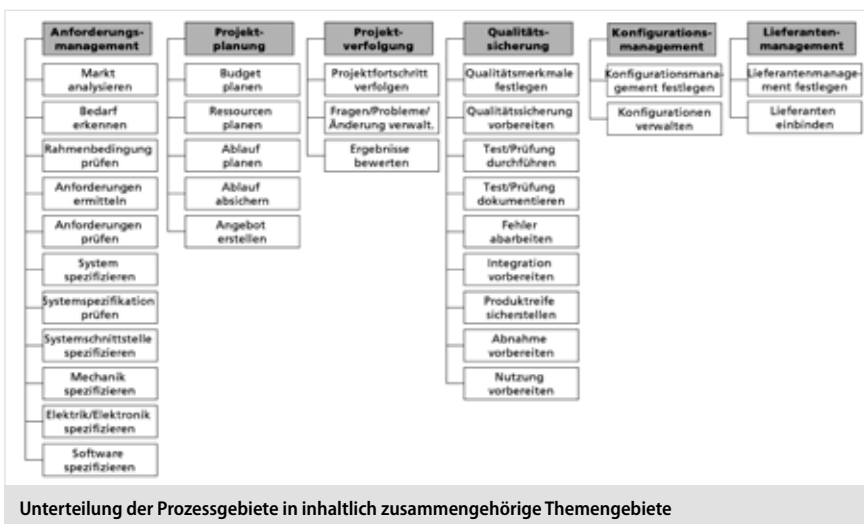 Anforderungs-
management
Markt
analysieren
Bedarf
erkennen
Rahmenbedingung
prüfen
Anforderungen
ermitteln
Anforderungen
prüfen
System
spezifizieren
Systemspezifikation
prüfen
Systemschnittstelle
spezifizieren
Mechanik
spezifizieren
Elektrik/Elektronik
spezifizieren
Software
spezifizieren
Projekt-
planung
Budget
planen
Ressourcen
planen
Ablauf
planen
Ablauf
absichern
Angebot
erstellen
Projekt-
verfolgung
Projektfortschritt
verfolgen
Fragen/Probleme/
Änderung verwalt.
Ergebnisse
bewerten
Qualitäts-
sicherung
Qualitätsmerkmale
festlegen
Qualitätssicherung
vorbereiten
Test/Prüfung
durchführen
Test/Prüfung
dokumentieren
Fehler
abarbeiten
Integration
vorbereiten
Produktreife
sicherstellen
Abnahme
vorbereiten
Nutzung
vorbereiten
Konfigurations-
management
Konfigurationsmana-
gement festlegen
Konfigurationen
verwalten
Lieferanten-
management
Lieferantenmanage-
ment festlegen
Lieferanten
einbinden
Unterteilung der Prozessgebiete in inhaltlich zusammengehörige Themengebiete